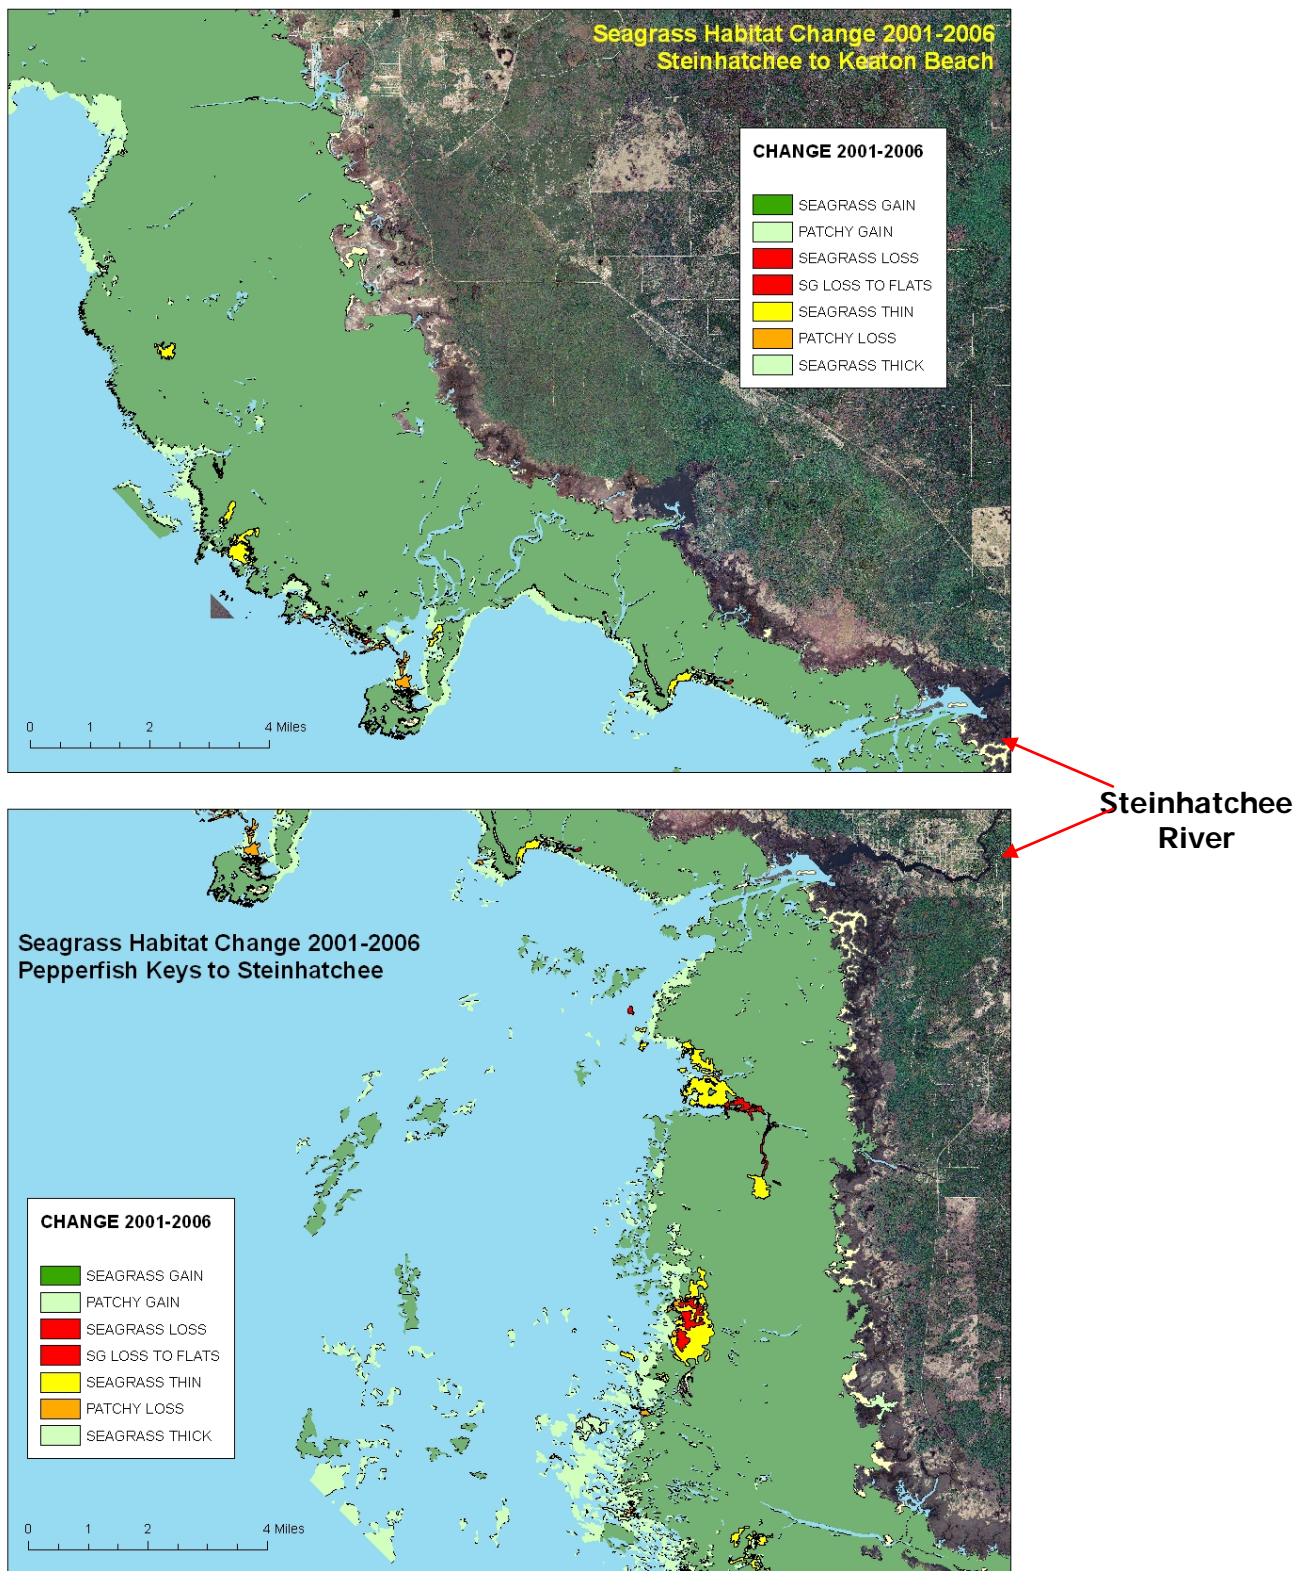 Seagrass Habitat Change 2001-2006
Steinhatchee to Keaton Beach
CHANGE 2001-2006
SEAGRASS GAIN
PATCHY GAIN
SEAGRASS LOSS
SG LOSS TO FLATS
SEAGRASS THIN
PATCHY LOSS
SEAGRASS THICK
0 1 2 4 Miles
Steinhatchee
River
Seagrass Habitat Change 2001-2006
Pepperfish Keys to Steinhatchee
CHANGE 2001-2006
SEAGRASS GAIN
PATCHY GAIN
SEAGRASS LOSS
SG LOSS TO FLATS
SEAGRASS THIN
PATCHY LOSS
SEAGRASS THICK
0 1 2 4 Miles